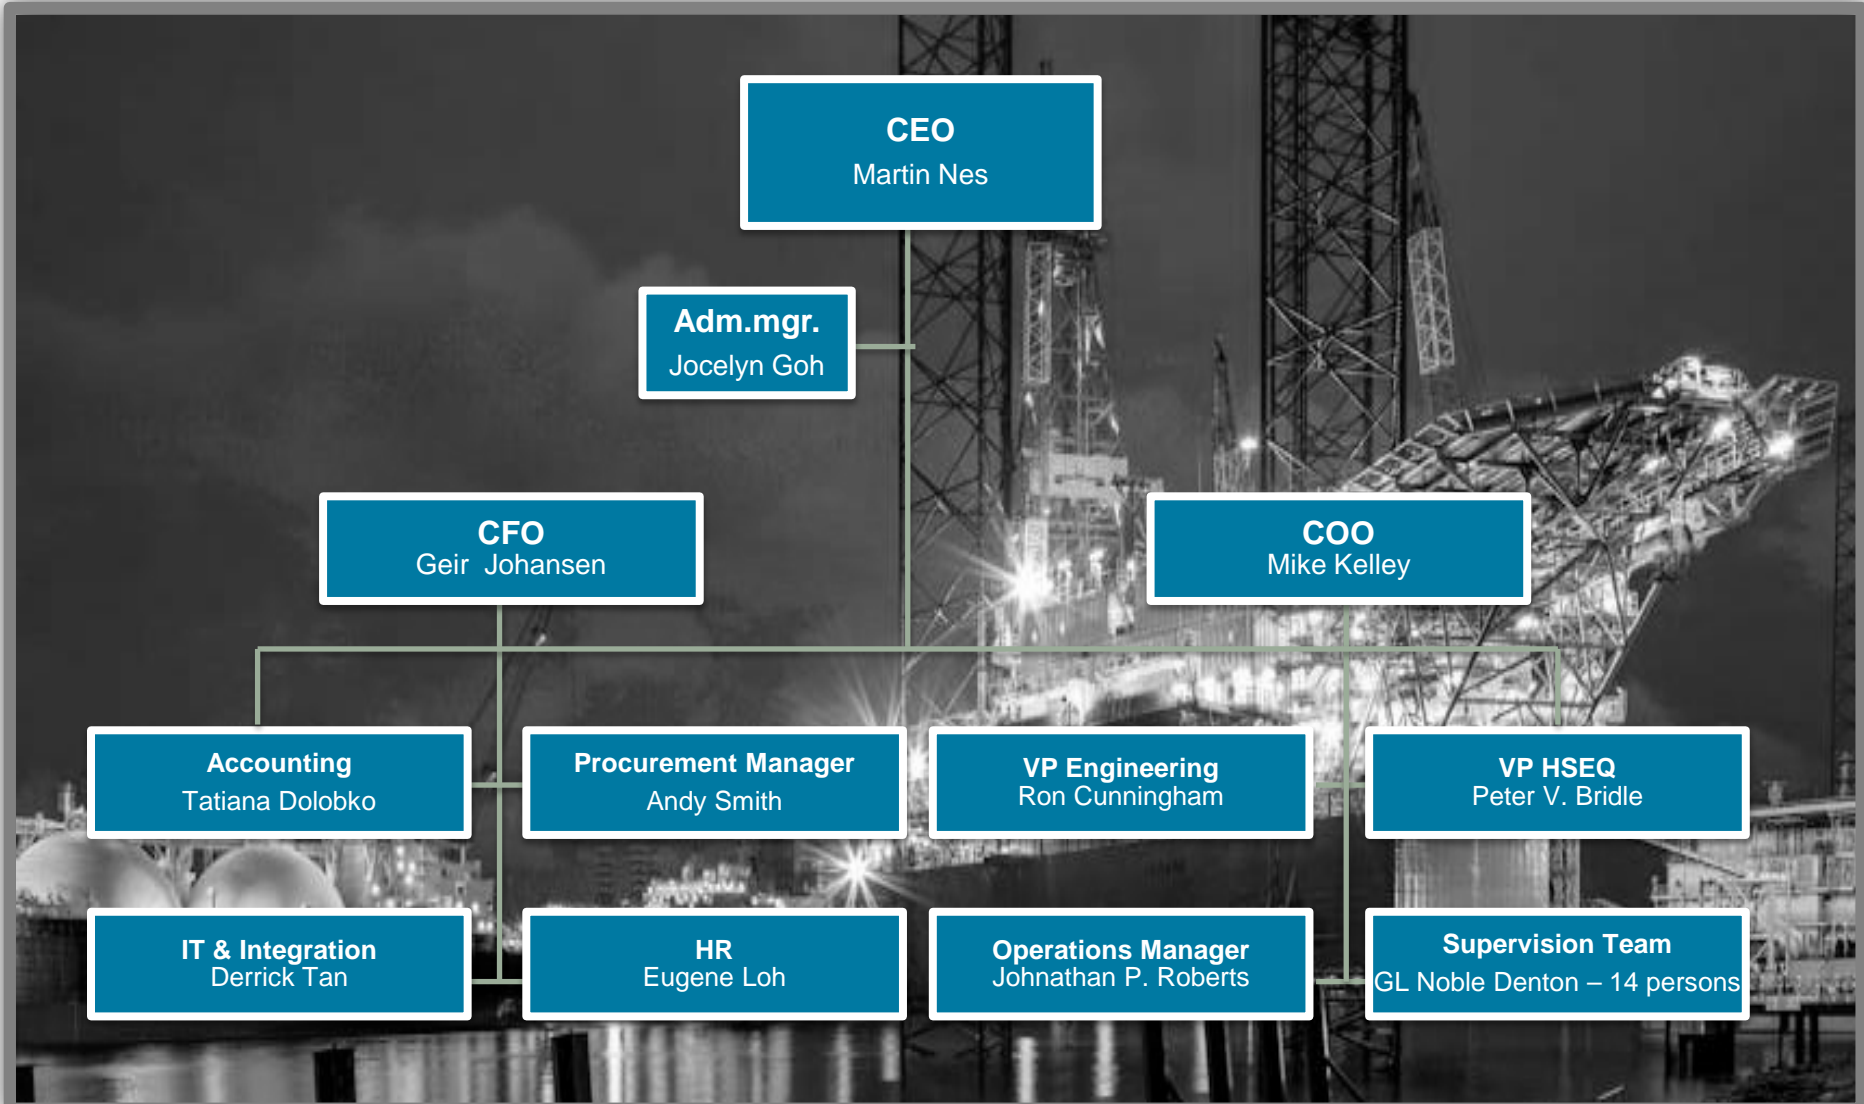 CEO
Martin Nes
Adm.mgr.
Jocelyn Goh
CFO
Geir  Johansen
COO
Mike Kelley
Accounting
Tatiana Dolobko
Procurement Manager
Andy Smith
VP Engineering
Ron Cunningham
VP HSEQ
Peter V. Bridle
IT & Integration
Derrick Tan
HR
Eugene Loh
Operations Manager
Johnathan P. Roberts
Supervision Team
GL Noble Denton – 14 persons